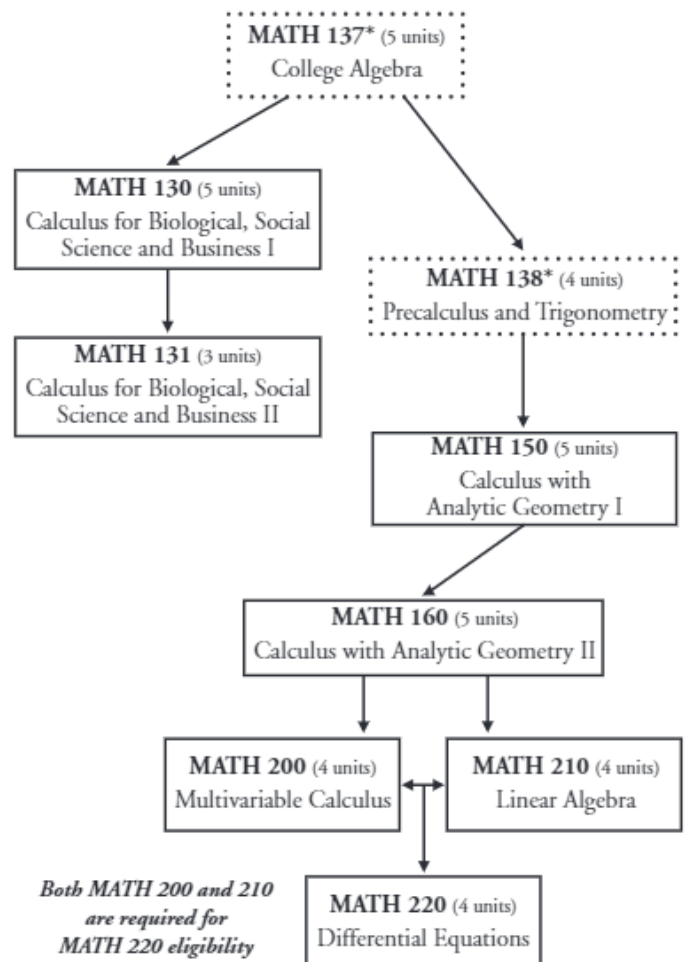 MATH 137* (5 units)
College Algebra
MATH 130 (5 units)
Calculus for Biological, Social
Science and Business I
MATH 138* (4 units)
Precalculus and Trigonometry
MATH 131 (3 units)
Calculus for Biological, Social
Science and Business II
MATH 150 (5 units)
Calculus with
Analytic Geometry I
MATH 160 (5 units)
Calculus with Analytic Geometry II
MATH 200 (4 units)
Multivariable Calculus
MATH 210 (4 units)
Linear Algebra
Both MATH 200 and 210
are required for
MATH 220 eligibility
MATH 220 (4 units)
Differential Equations